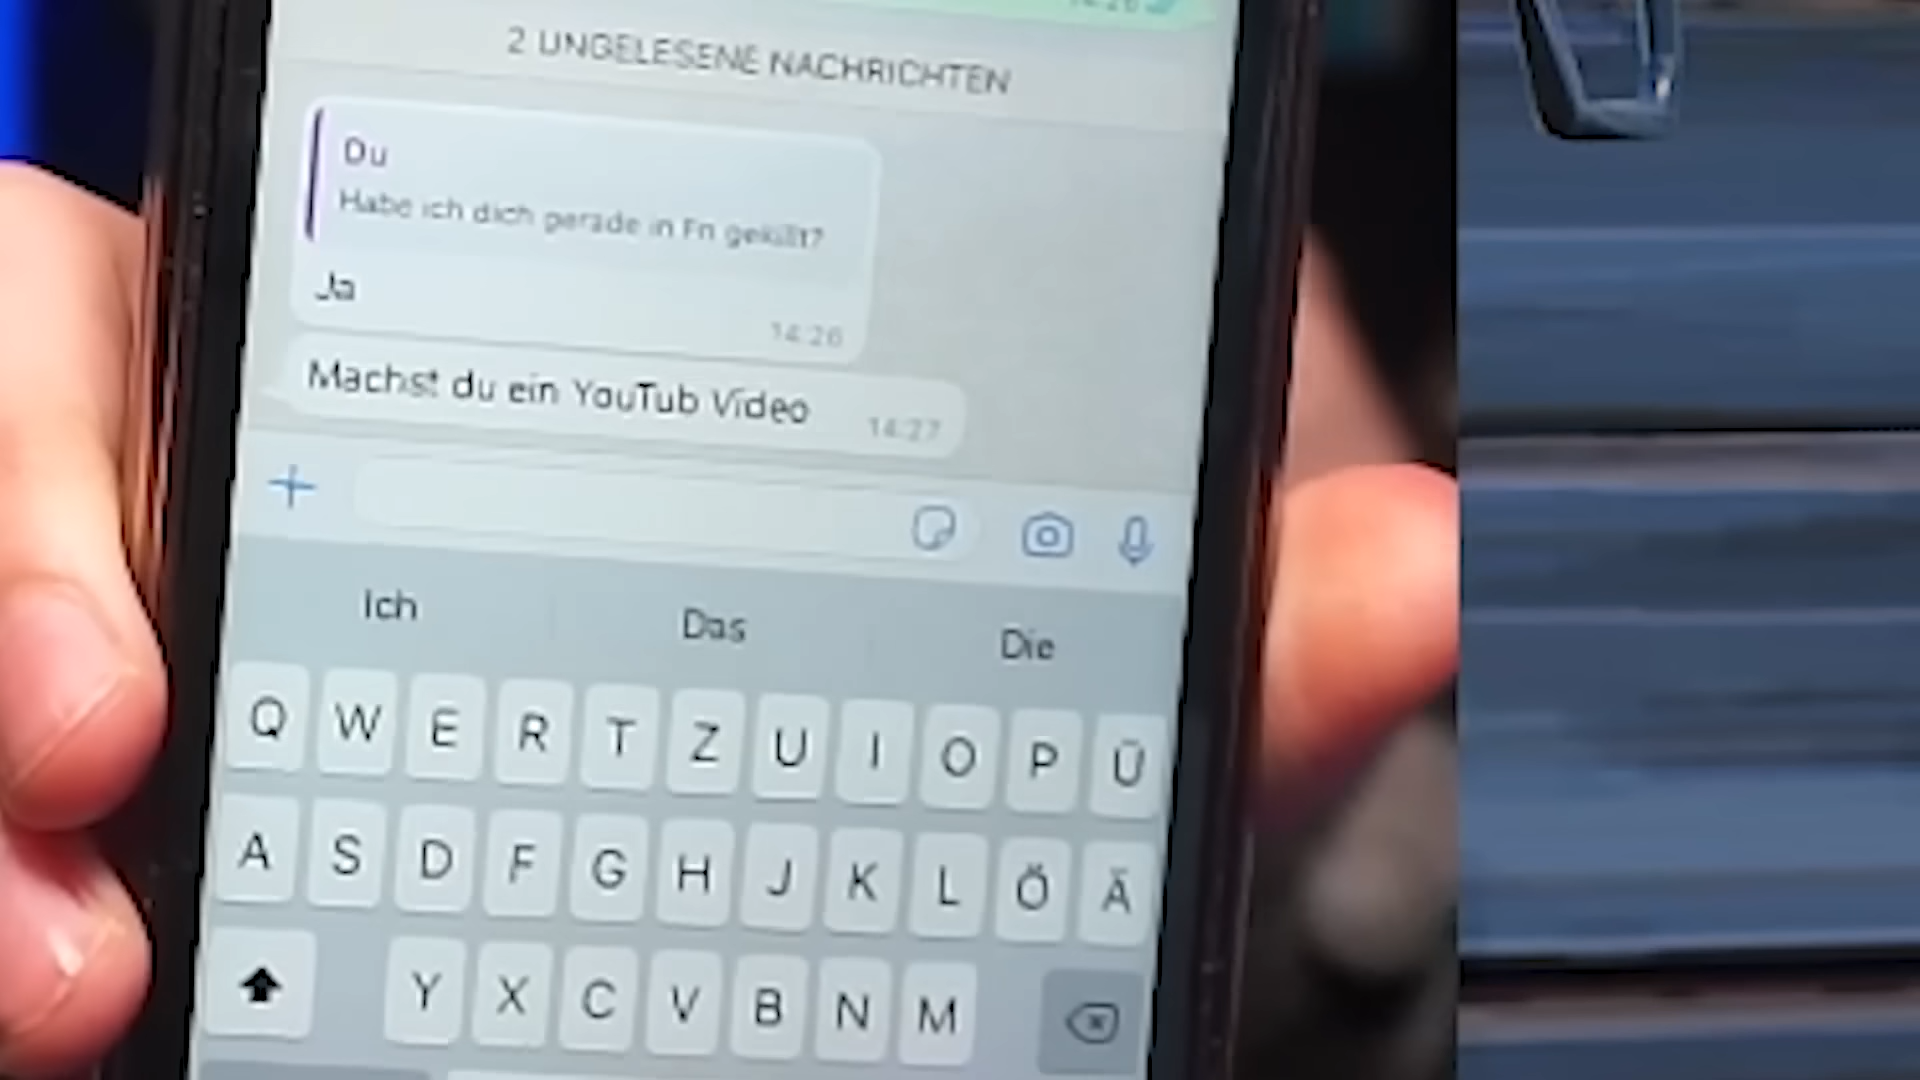 2 UNGELESENE NACHRICHTEN
Du
Habe ich dich gerade in Fn gekillt?
Ja
14:26
Machst du ein YouTub Video
14:27
Ich Das Die
Q W E R T Z U I O P Ü
A S D F G H J K L Ö Ä
Y X C V B N M